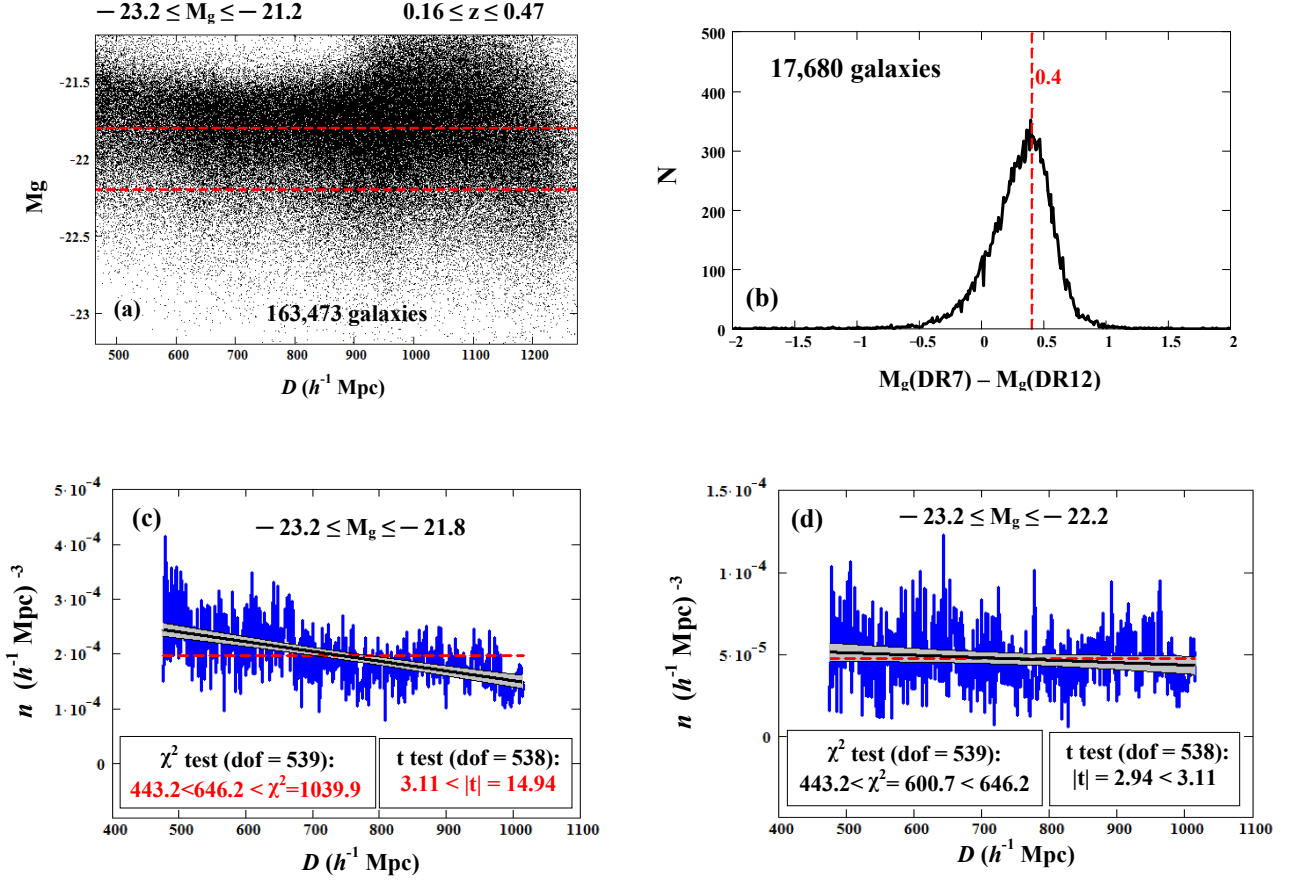 — 23.2 ≤ Mg ≤ — 21.2
0.16 ≤ z ≤ 0.47
-21.5
-22
-22.5
-23
Mg
(a)
163,473 galaxies
500 600 700 800 900 1000 1100 1200
D (h⁻¹ Mpc)
500
400
300
200
100
0
N
17,680 galaxies
0.4
(b)
−2 −1.5 −1 −0.5 0 0.5 1 1.5 2
Mg(DR7) – Mg(DR12)
5·10⁻⁴
4·10⁻⁴
3·10⁻⁴
2·10⁻⁴
1·10⁻⁴
0
n (h⁻¹ Mpc)⁻³
(c)
— 23.2 ≤ Mg ≤ — 21.8
χ² test (dof = 539):
443.2<646.2 < χ²=1039.9
t test (dof = 538):
3.11 < |t| = 14.94
400 500 600 700 800 900 1000 1100
D (h⁻¹ Mpc)
1.5·10⁻⁴
1·10⁻⁴
5·10⁻⁵
0
n (h⁻¹ Mpc)⁻³
(d)
— 23.2 ≤ Mg ≤ — 22.2
χ² test (dof = 539):
443.2< χ²= 600.7 < 646.2
t test (dof = 538):
|t| = 2.94 < 3.11
400 500 600 700 800 900 1000 1100
D (h⁻¹ Mpc)